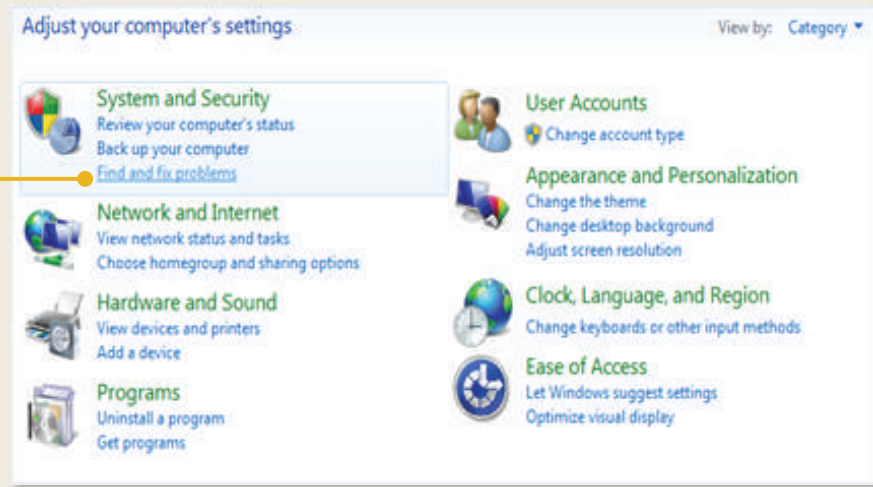 Adjust your computer's settings
View by: Category
System and Security
Review your computer's status
Back up your computer
Find and fix problems
Network and Internet
View network status and tasks
Choose homegroup and sharing options
Hardware and Sound
View devices and printers
Add a device
Programs
Uninstall a program
Get programs
User Accounts
Change account type
Appearance and Personalization
Change the theme
Change desktop background
Adjust screen resolution
Clock, Language, and Region
Change keyboards or other input methods
Ease of Access
Let Windows suggest settings
Optimize visual display